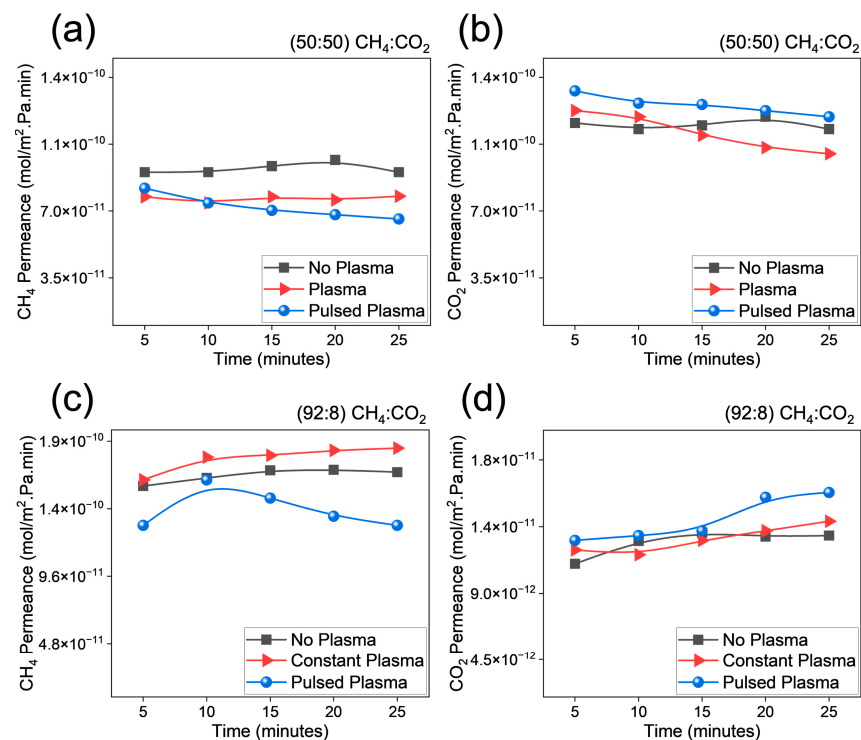 (a)
(50:50) CH₄:CO₂
CH₄ Permeance (mol/m².Pa.min)
1.4×10⁻¹⁰
1.1×10⁻¹⁰
7.0×10⁻¹¹
3.5×10⁻¹¹
No Plasma
Plasma
Pulsed Plasma
5 10 15 20 25
Time (minutes)
(b)
(50:50) CH₄:CO₂
CO₂ Permeance (mol/m².Pa.min)
1.4×10⁻¹⁰
1.1×10⁻¹⁰
7.0×10⁻¹¹
3.5×10⁻¹¹
No Plasma
Plasma
Pulsed Plasma
5 10 15 20 25
Time (minutes)
(c)
(92:8) CH₄:CO₂
CH₄ Permeance (mol/m².Pa.min)
1.9×10⁻¹⁰
1.4×10⁻¹⁰
9.6×10⁻¹¹
4.8×10⁻¹¹
No Plasma
Constant Plasma
Pulsed Plasma
5 10 15 20 25
Time (minutes)
(d)
(92:8) CH₄:CO₂
CO₂ Permeance (mol/m².Pa.min)
1.8×10⁻¹¹
1.4×10⁻¹¹
9.0×10⁻¹²
4.5×10⁻¹²
No Plasma
Constant Plasma
Pulsed Plasma
5 10 15 20 25
Time (minutes)